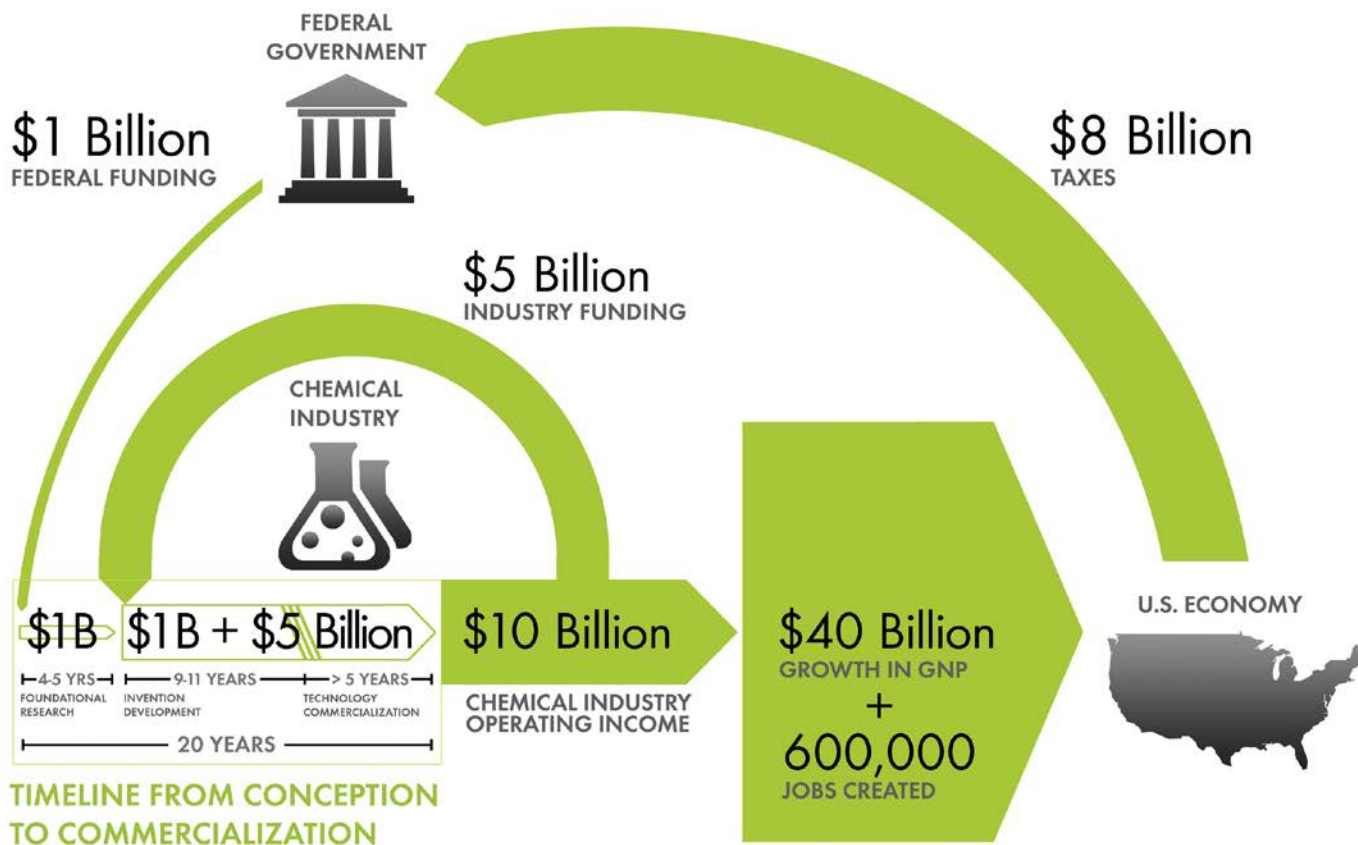 FEDERAL
GOVERNMENT
$1 Billion
FEDERAL FUNDING
$8 Billion
TAXES
$5 Billion
INDUSTRY FUNDING
CHEMICAL
INDUSTRY
$1B
$1B + $5 Billion
4-5 YRS
FOUNDATIONAL
RESEARCH
9-11 YEARS
INVENTION
DEVELOPMENT
> 5 YEARS
TECHNOLOGY
COMMERCIALIZATION
20 YEARS
TIMELINE FROM CONCEPTION
TO COMMERCIALIZATION
$10 Billion
CHEMICAL INDUSTRY
OPERATING INCOME
$40 Billion
GROWTH IN GNP
+
600,000
JOBS CREATED
U.S. ECONOMY